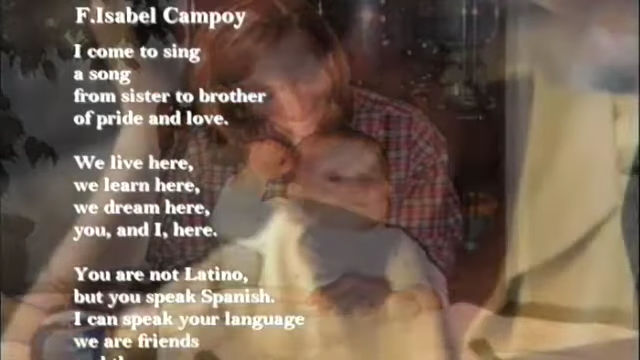 F.Isabel Campoy
I come to sing
a song
from sister to brother
of pride and love.
We live here,
we learn here,
we dream here,
you, and I, here.
You are not Latino,
but you speak Spanish.
I can speak your language
we are friends